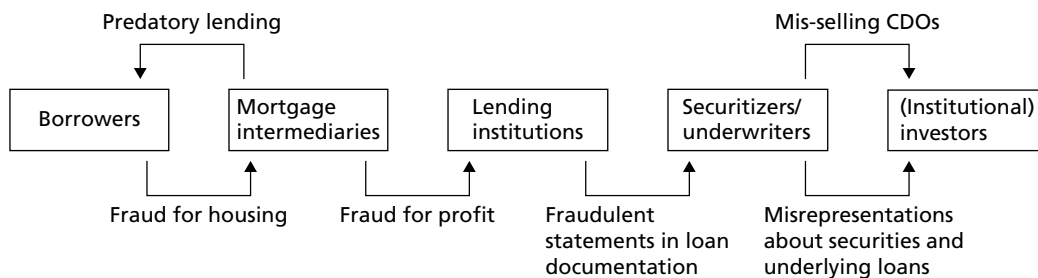 Predatory lending
Mis-selling CDOs
Borrowers
Mortgage
intermediaries
Lending
institutions
Securitizers/
underwriters
(Institutional)
investors
Fraud for housing
Fraud for profit
Fraudulent
statements in loan
documentation
Misrepresentations
about securities and
underlying loans